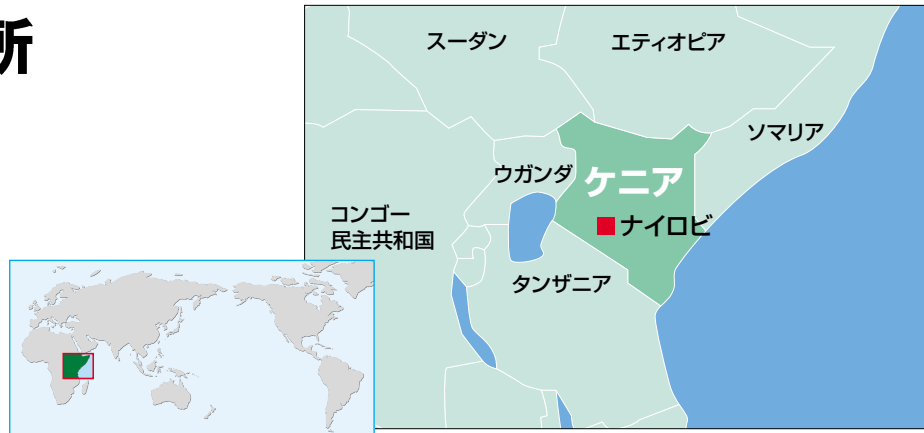 所
スーダン
エティオピア
ソマリア
ウガンダ
ケニア
ナイロビ
コンゴー
民主共和国
タンザニア